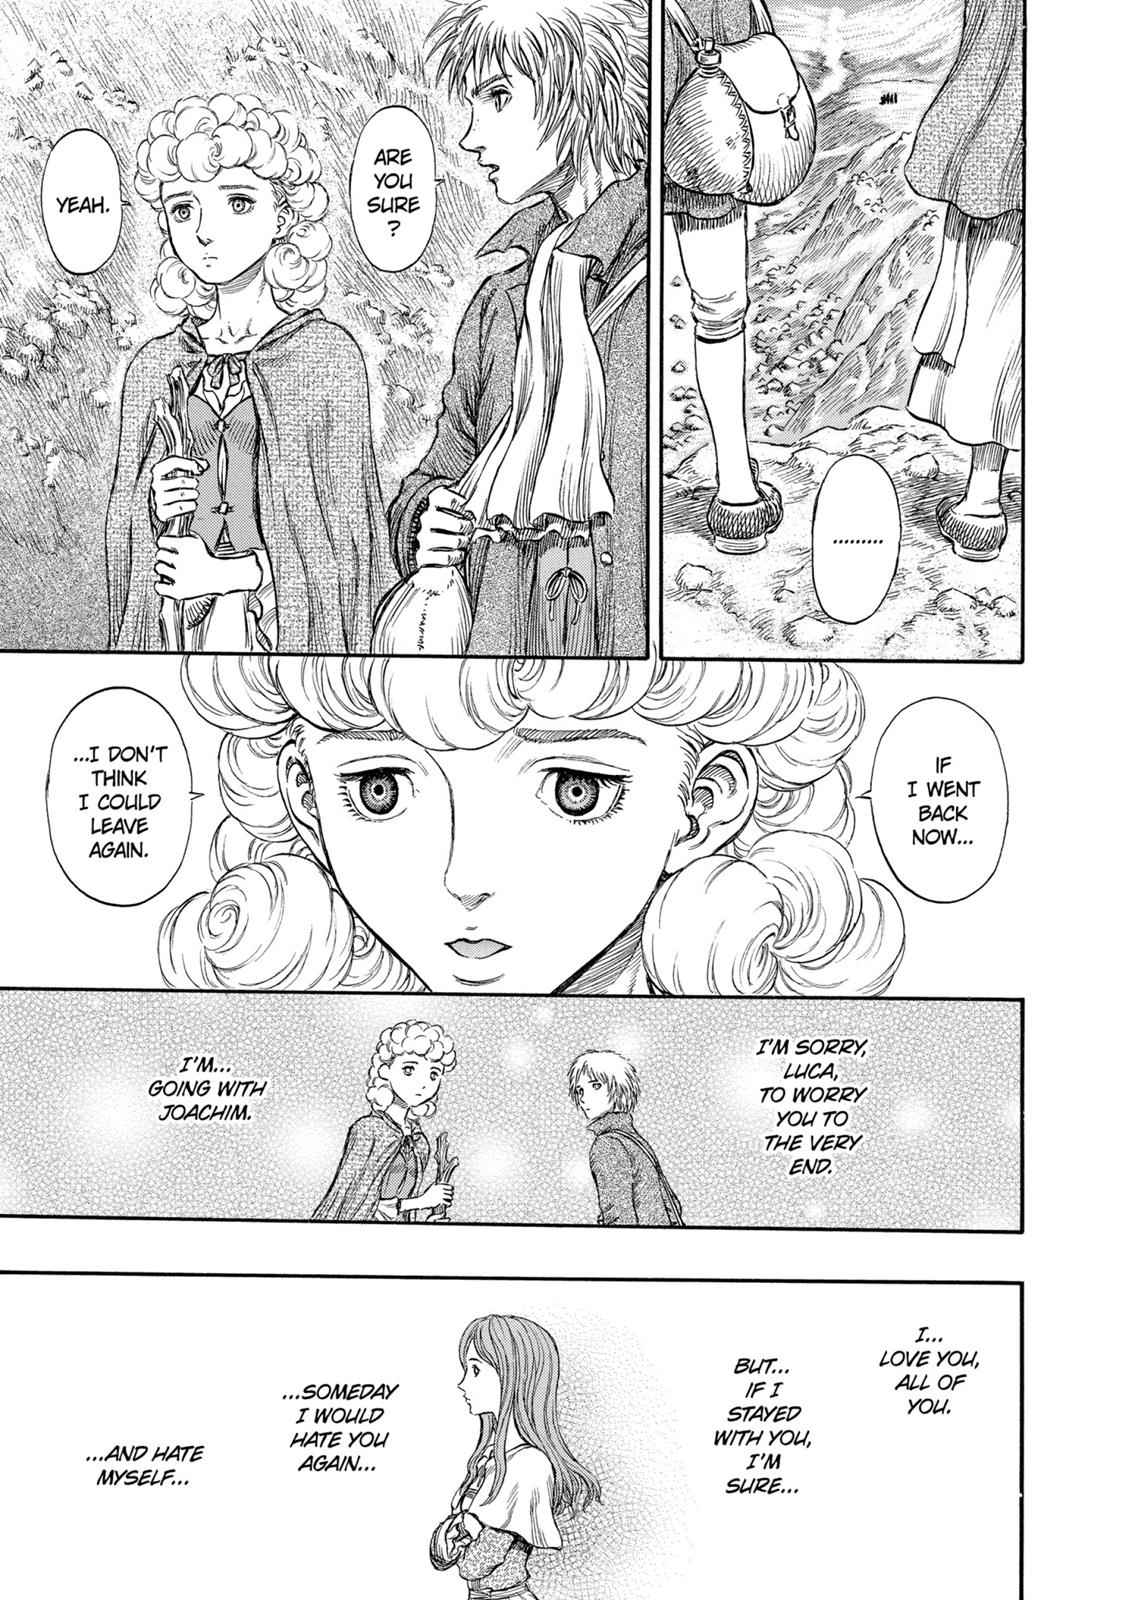 .........
ARE
YOU
SURE
?
YEAH.
IF
I WENT
BACK
NOW...
...I DON'T
THINK
I COULD
LEAVE
AGAIN.
I'M SORRY,
LUCA,
TO WORRY
YOU TO
THE VERY
END.
I'M...
GOING WITH
JOACHIM.
I...
LOVE YOU,
ALL OF
YOU.
BUT...
IF I
STAYED
WITH YOU,
I'M
SURE...
...SOMEDAY
I WOULD
HATE YOU
AGAIN...
...AND HATE
MYSELF...